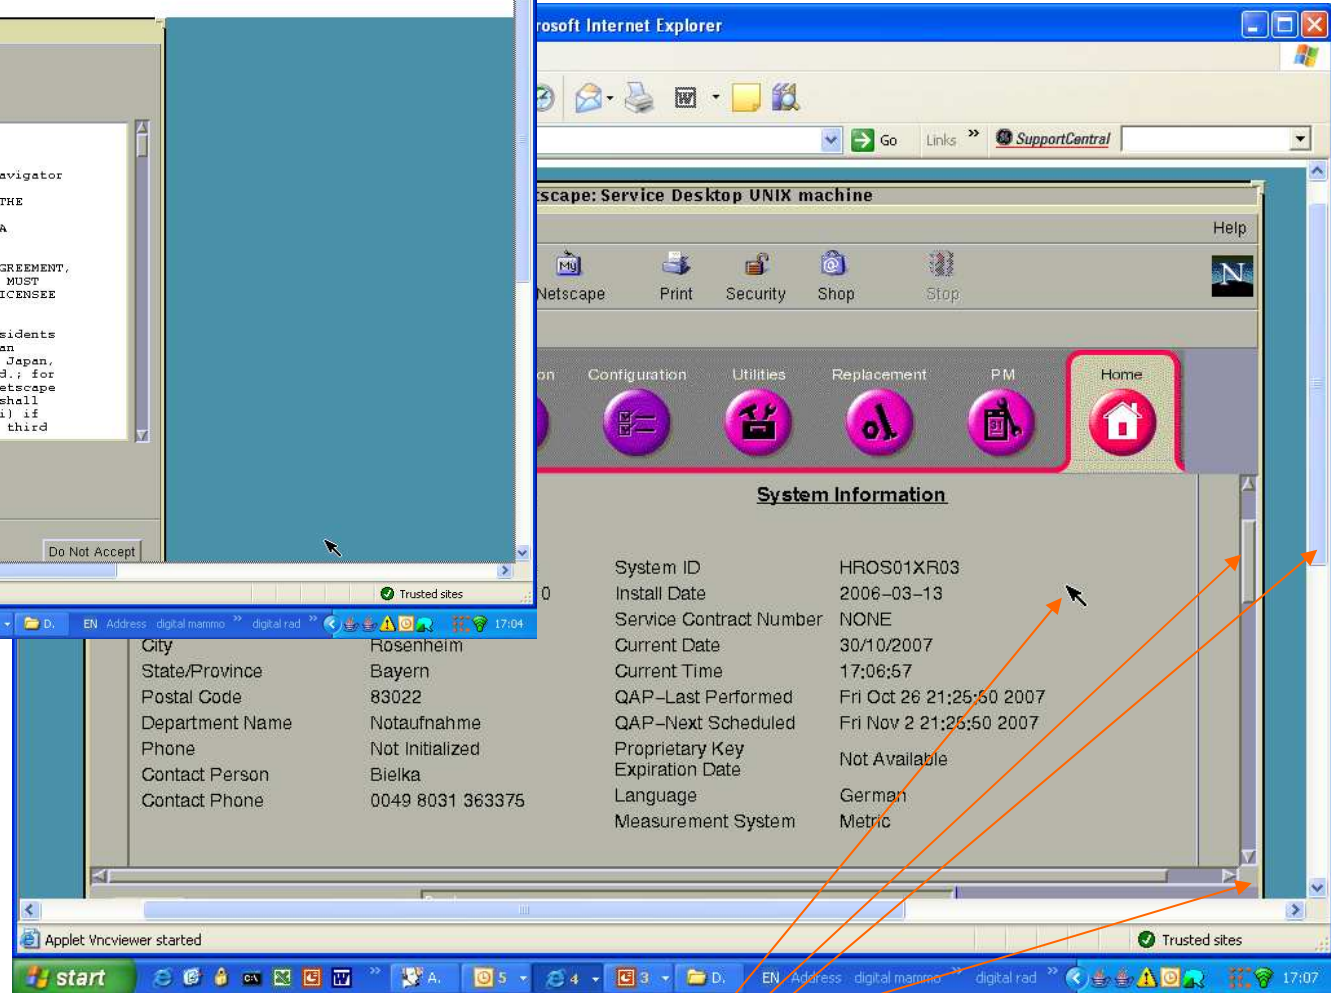 rosoft Internet Explorer
Go
Links »
SupportCentral
avigator
THE
A
GREEMENT,
MUST
ICENSEE
sidents
an
Japan,
d.; for
etscape
shall
i) if
third
Do Not Accept
Trusted sites
D.
EN Address digital mammo » digital rad »
17:04
tscape: Service Desktop UNIX machine
Help
My
Netscape
Print
Security
Shop
Stop
N
on
Configuration
Utilities
Replacement
PM
Home
31
System Information
System ID HROS01XR03
0 Install Date 2006-03-13
Service Contract Number NONE
City Rosenheim Current Date 30/10/2007
State/Province Bayern Current Time 17:06:57
Postal Code 83022 QAP-Last Performed Fri Oct 26 21:25:50 2007
Department Name Notaufnahme QAP-Next Scheduled Fri Nov 2 21:25:50 2007
Phone Not Initialized Proprietary Key
Expiration Date Not Available
Contact Person Bielka
Contact Phone 0049 8031 363375 Language German
Measurement System Metric
Applet Vncviewer started
Trusted sites
start
» A. 5 4 3 D.
EN Address digital mammo » digital rad »
17:07